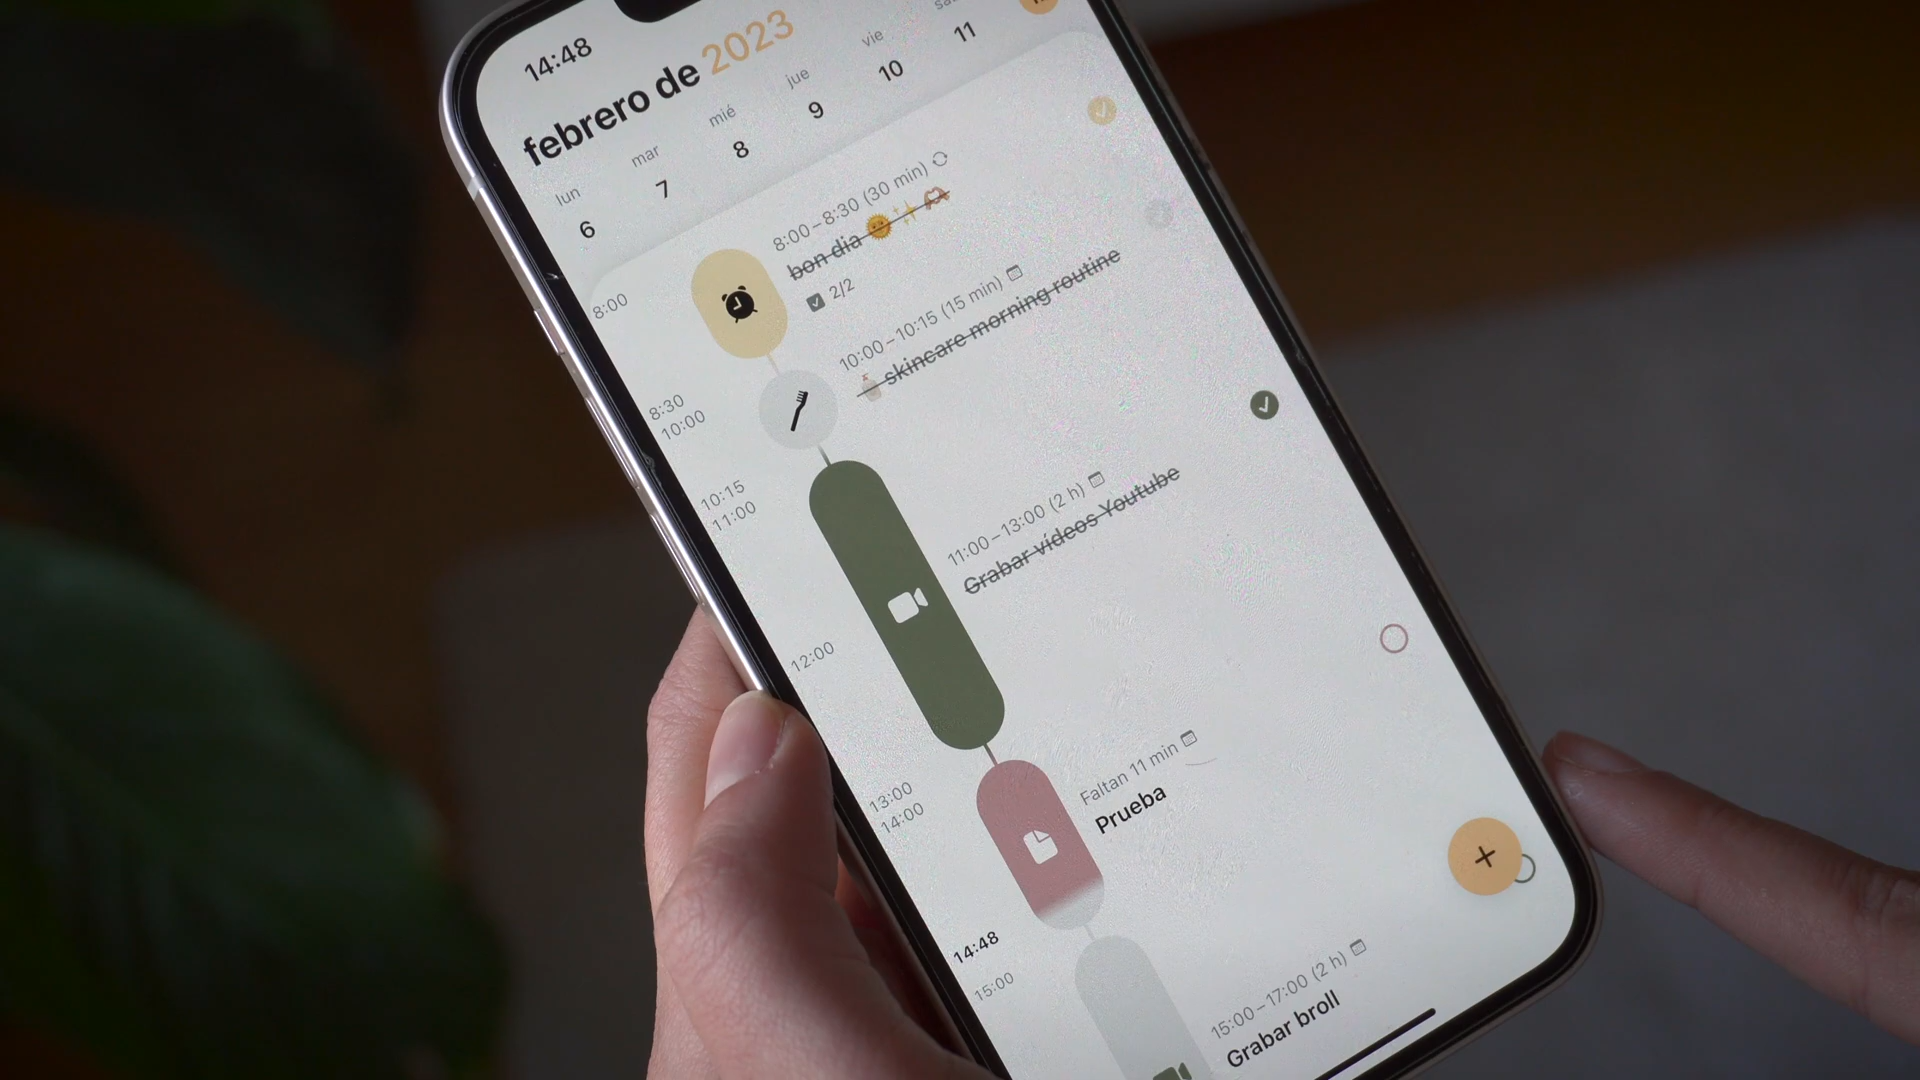 14:48
febrero de 2023
lun mar mié jue vie
6 7 8 9 10 11
8:00
8:00–8:30 (30 min)
bon dia 🌞✨🫶
2/2
8:30
10:00
10:00–10:15 (15 min)
🧴 skincare morning routine
10:15
11:00
11:00–13:00 (2 h)
Grabar vídeos Youtube
12:00
13:00
14:00
Faltan 11 min
Prueba
14:48
15:00
15:00–17:00 (2 h)
Grabar broll